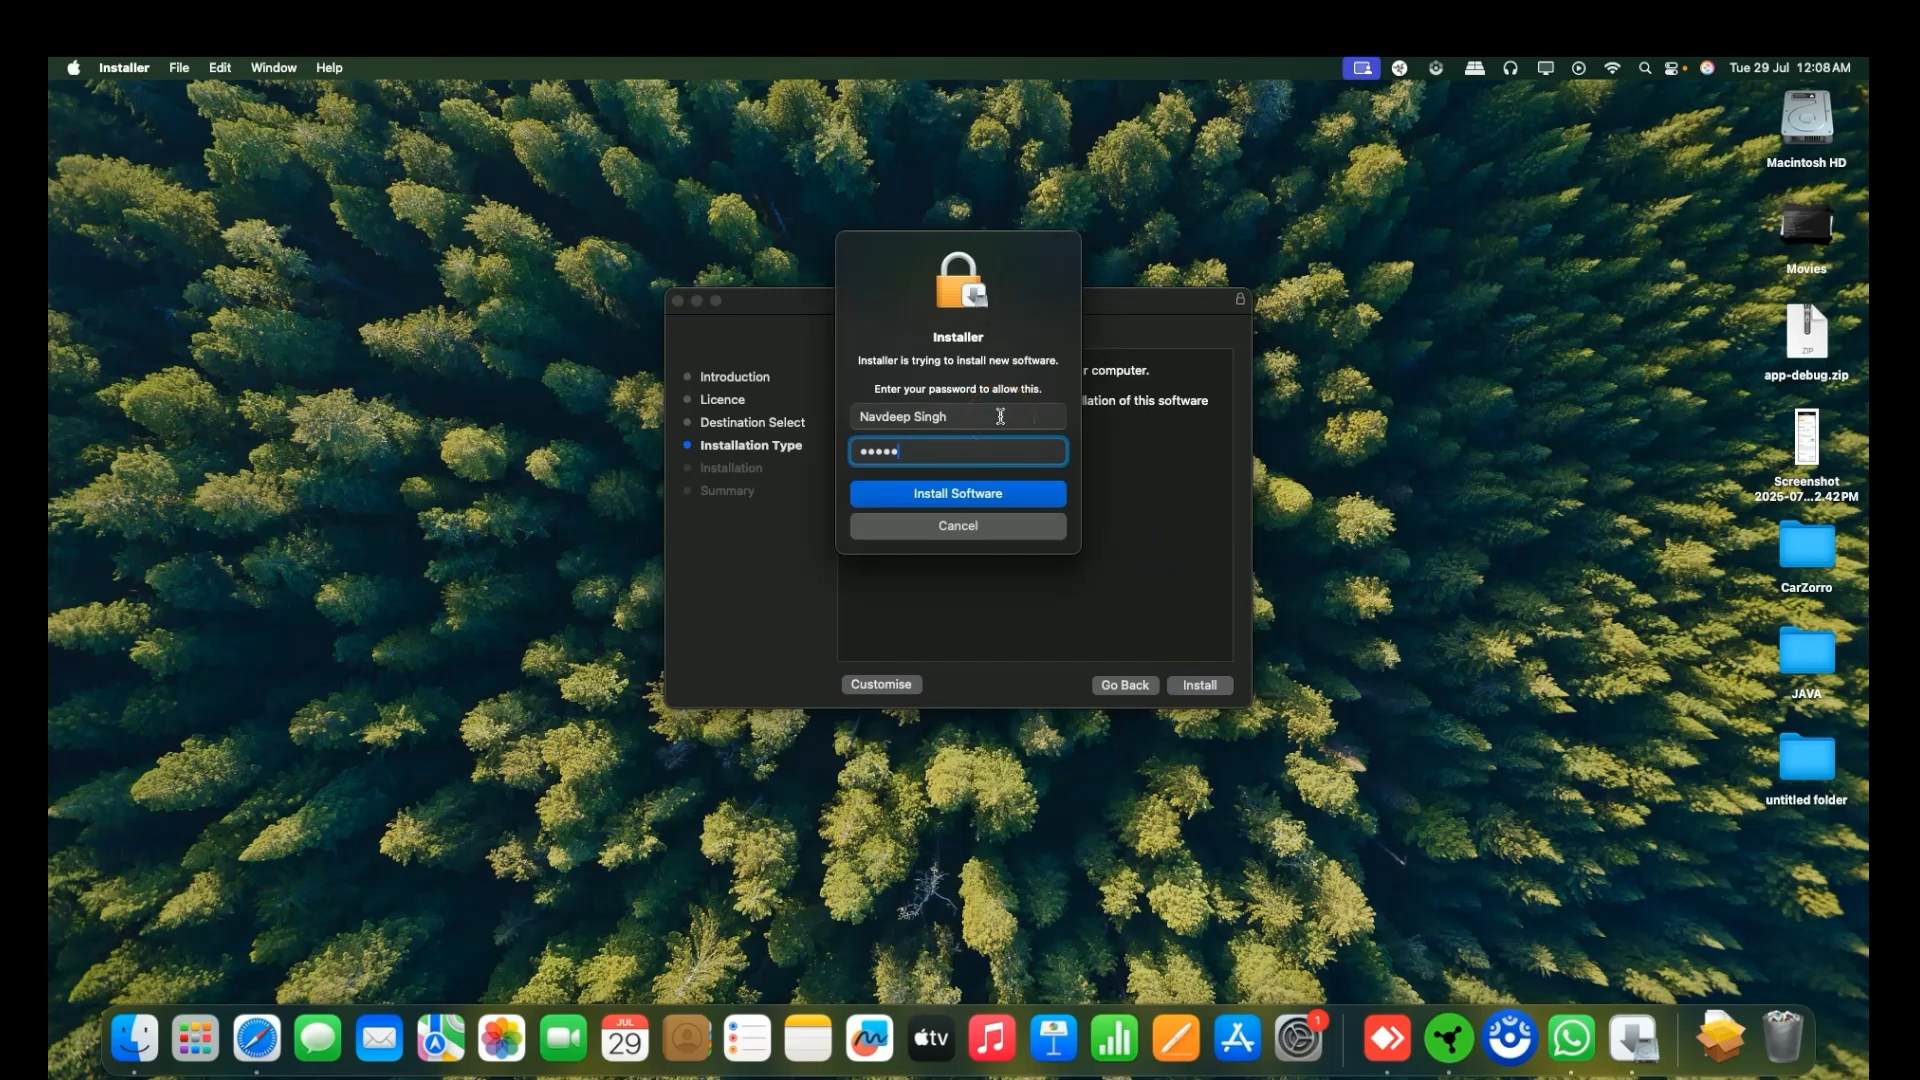 Installer File Edit Window Help
Tue 29 Jul 12:08 AM
Macintosh HD
Movies
ZIP
app-debug.zip
Screenshot
2025-07...2.42 PM
CarZorro
JAVA
untitled folder
Installer
Installer is trying to install new software.
Enter your password to allow this.
Navdeep Singh
•••••
Install Software
Cancel
Introduction
Licence
Destination Select
Installation Type
Installation
Summary
r computer.
lation of this software
Customise
Go Back
Install
JUL
29
tv
1